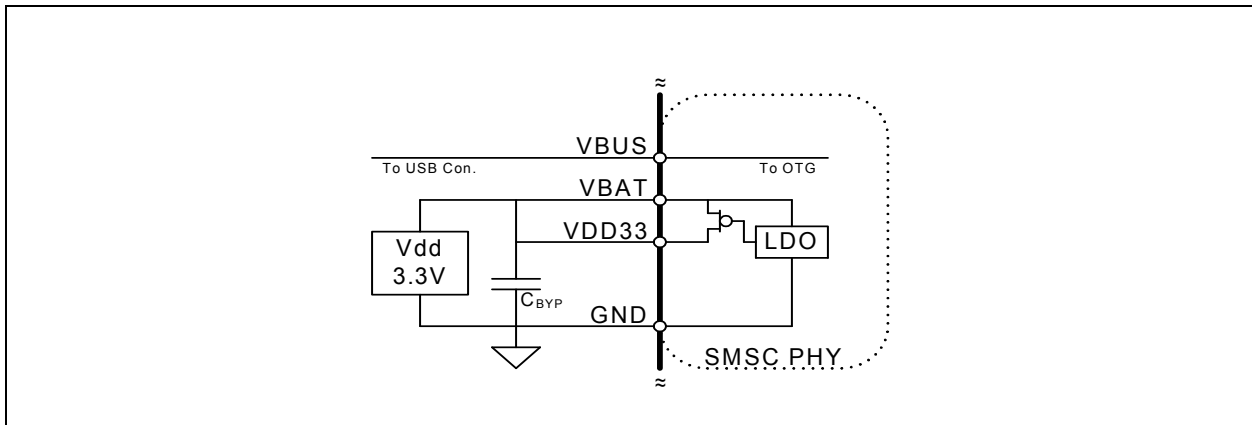 VBUS
To USB Con.
To OTG
VBAT
VDD33
Vdd
3.3V
LDO
CBYP
GND
SMSC PHY